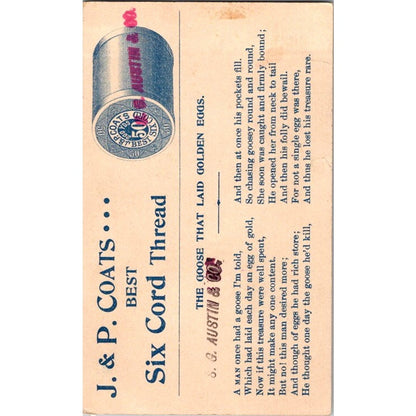 J. & P. COATS...
BEST
Six Cord Thread
J.&P. COATS
BEST SIX CORD
50
50
S. G. AUSTIN & CO.
THE GOOSE THAT LAID GOLDEN EGGS.
S. G. AUSTIN & CO.
A MAN once had a goose I'm told,
Which had laid each day an egg of gold,
Now if this treasure were well spent,
It might make any one content.
But no! this man desired more;
And though of eggs he had rich store;
He thought one day the goose he'd kill,
And then at once his pockets fill.
So chasing goosey round and round,
She soon was caught and firmly bound;
He opened her from neck to tail
And then his folly did bewail.
For not a single egg was there,
And thus he lost his treasure rare.